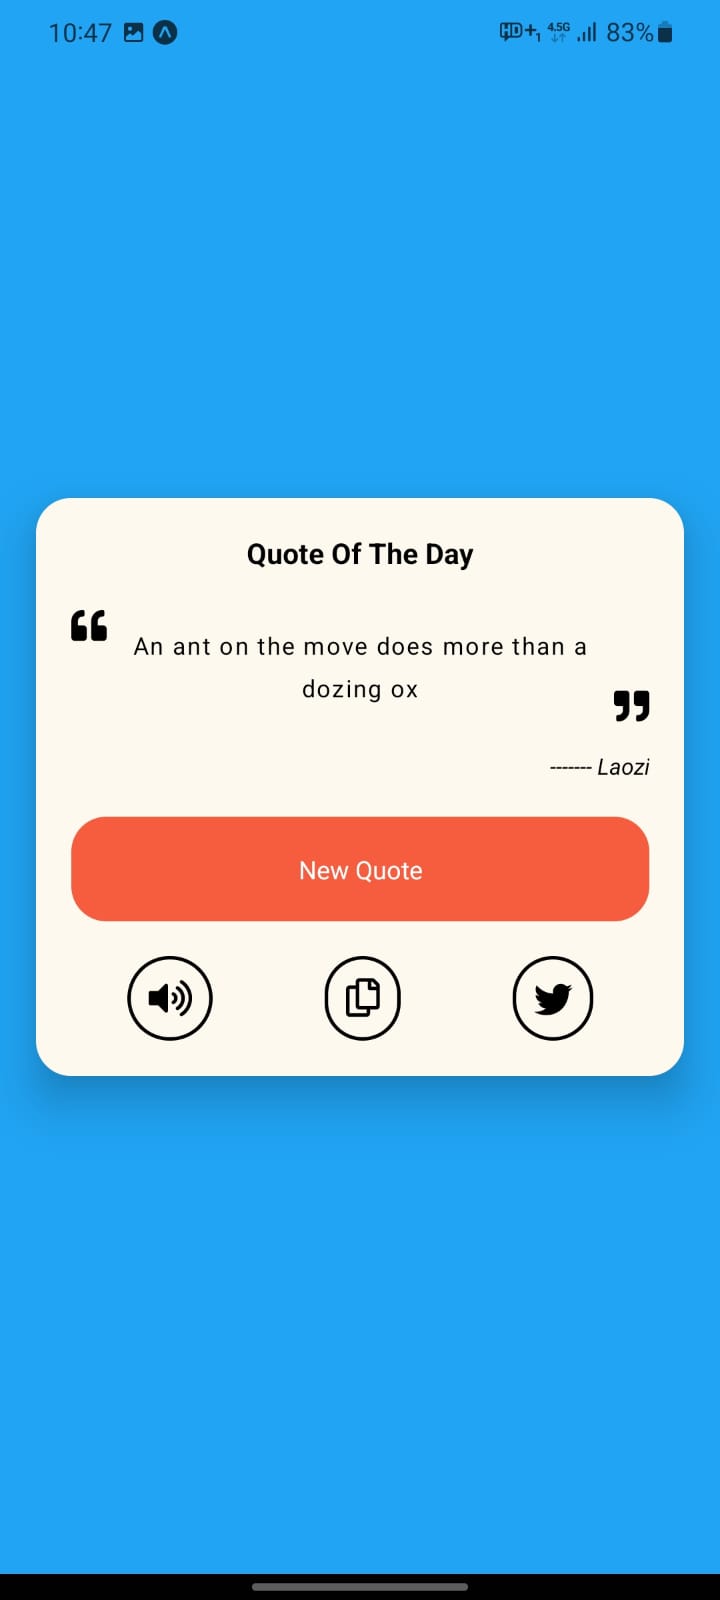 10:47 HD+1 4.5G 83%
Quote Of The Day
“
An ant on the move does more than a
dozing ox
”
------- Laozi
New Quote